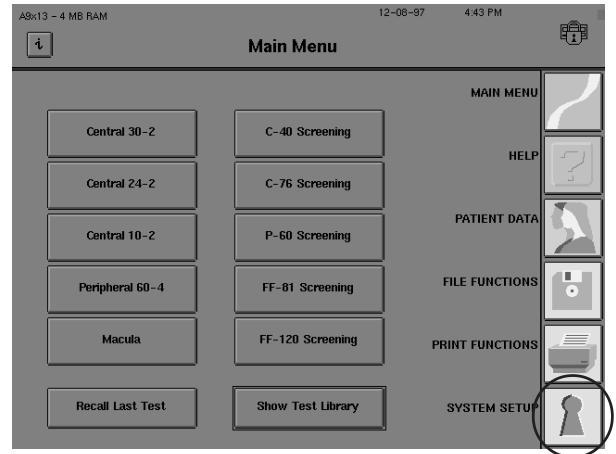 A9x13 - 4 MB RAM 12-08-97 4:43 PM
i Main Menu
MAIN MENU
Central 30-2 C-40 Screening
HELP
?
Central 24-2 C-76 Screening
PATIENT DATA
Central 10-2 P-60 Screening
FILE FUNCTIONS
Peripheral 60-4 FF-81 Screening
Macula FF-120 Screening
PRINT FUNCTIONS
Recall Last Test Show Test Library SYSTEM SETUP